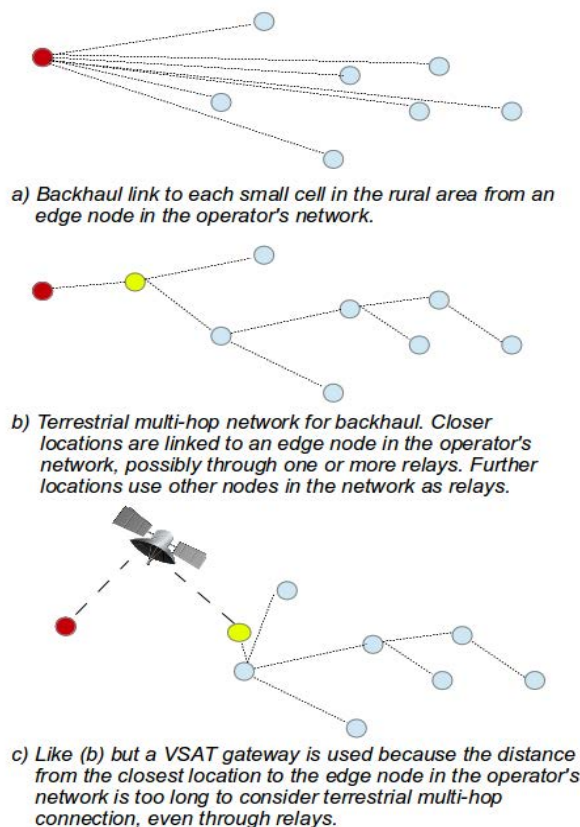 a) Backhaul link to each small cell in the rural area from an
edge node in the operator's network.
b) Terrestrial multi-hop network for backhaul. Closer
locations are linked to an edge node in the operator's
network, possibly through one or more relays. Further
locations use other nodes in the network as relays.
c) Like (b) but a VSAT gateway is used because the distance
from the closest location to the edge node in the operator's
network is too long to consider terrestrial multi-hop
connection, even through relays.